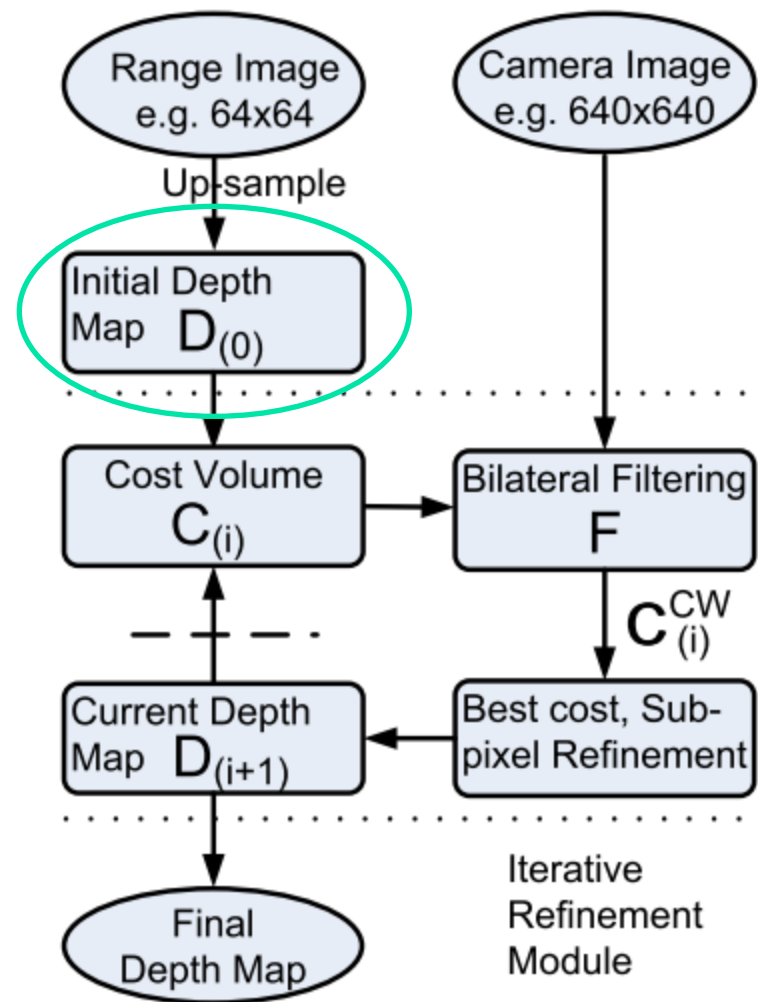 Range Image
e.g. 64x64
Camera Image
e.g. 640x640
Up-sample
Initial Depth
Map D(0)
Cost Volume
C(i)
Bilateral Filtering
F
C(i)CW
Current Depth
Map D(i+1)
Best cost, Sub-
pixel Refinement
Final
Depth Map
Iterative
Refinement
Module